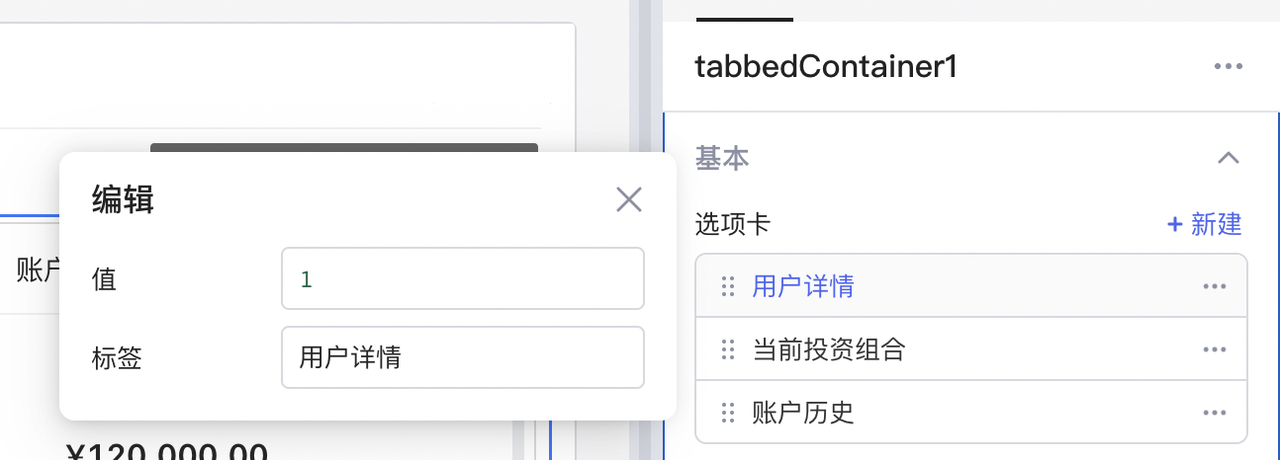 tabbedContainer1
基本
编辑
选项卡
+ 新建
账户
值
1
用户详情
当前投资组合
标签
用户详情
账户历史
¥120,000.00